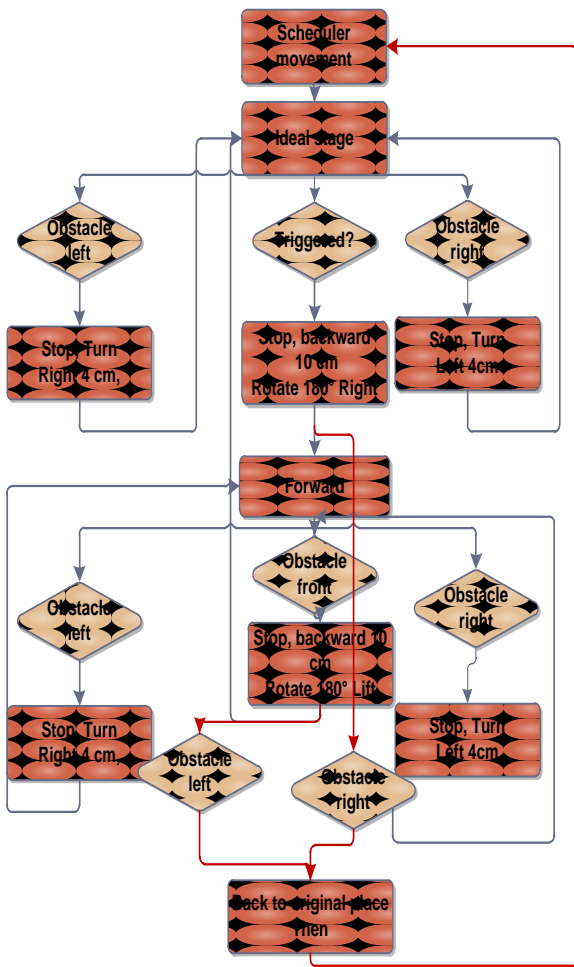 Scheduler
movement
Ideal stage
Obstacle
left
Triggeted?
Obstacle
right
Stop, Turn
Right 4 cm,
Stop, backward
10 cm
Rotate 180° Right
Stop, Turn
Left 4cm
Forward
Obstacle
left
Obstacle
front
Obstacle
right
Stop, backward 10
cm
Rotate 180° Lift
Stop, Turn
Right 4 cm,
Stop, Turn
Left 4cm
Obstacle
left
Obstacle
right
Back to original place
Then